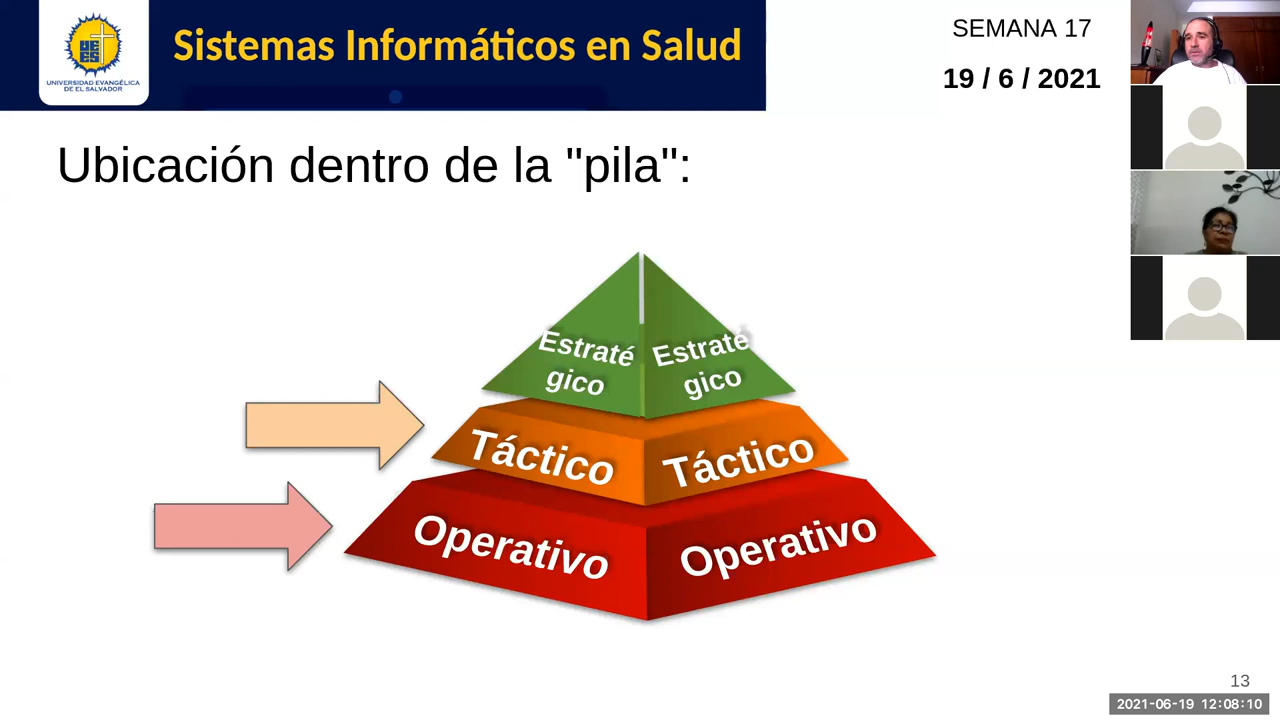 Sistemas Informáticos en Salud
UNIVERSIDAD EVANGÉLICA
DE EL SALVADOR
SEMANA 17
19 / 6 / 2021
Ubicación dentro de la "pila":
Estraté
gico
Estraté
gico
Táctico
Táctico
Operativo
Operativo
13
2021-06-19 12:08:10